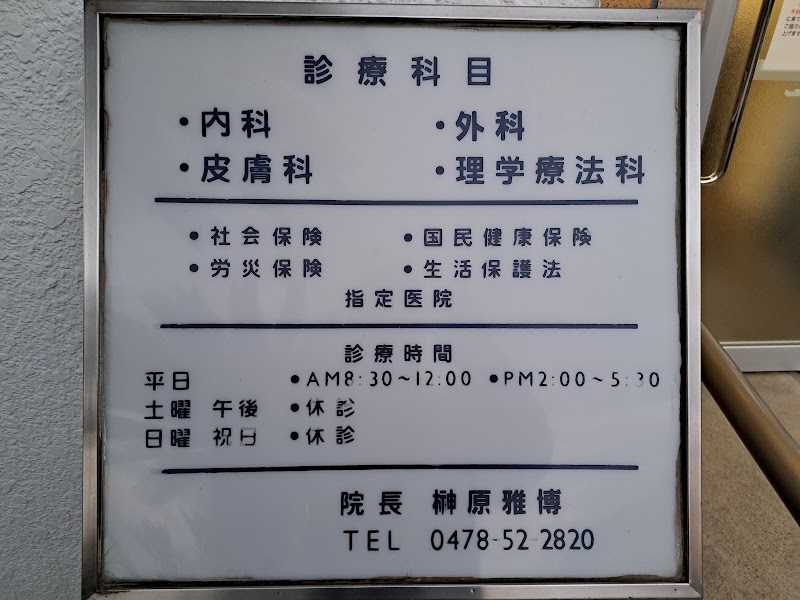 診療科目
・内科 ・外科
・皮膚科 ・理学療法科
・社会保険 ・国民健康保険
・労災保険 ・生活保護法
指定医院
診療時間
平日 ・AM8:30~12:00 ・PM2:00~5:30
土曜 午後 ・休診
日曜 祝日 ・休診
院長 榊原雅博
TEL 0478-52-2820